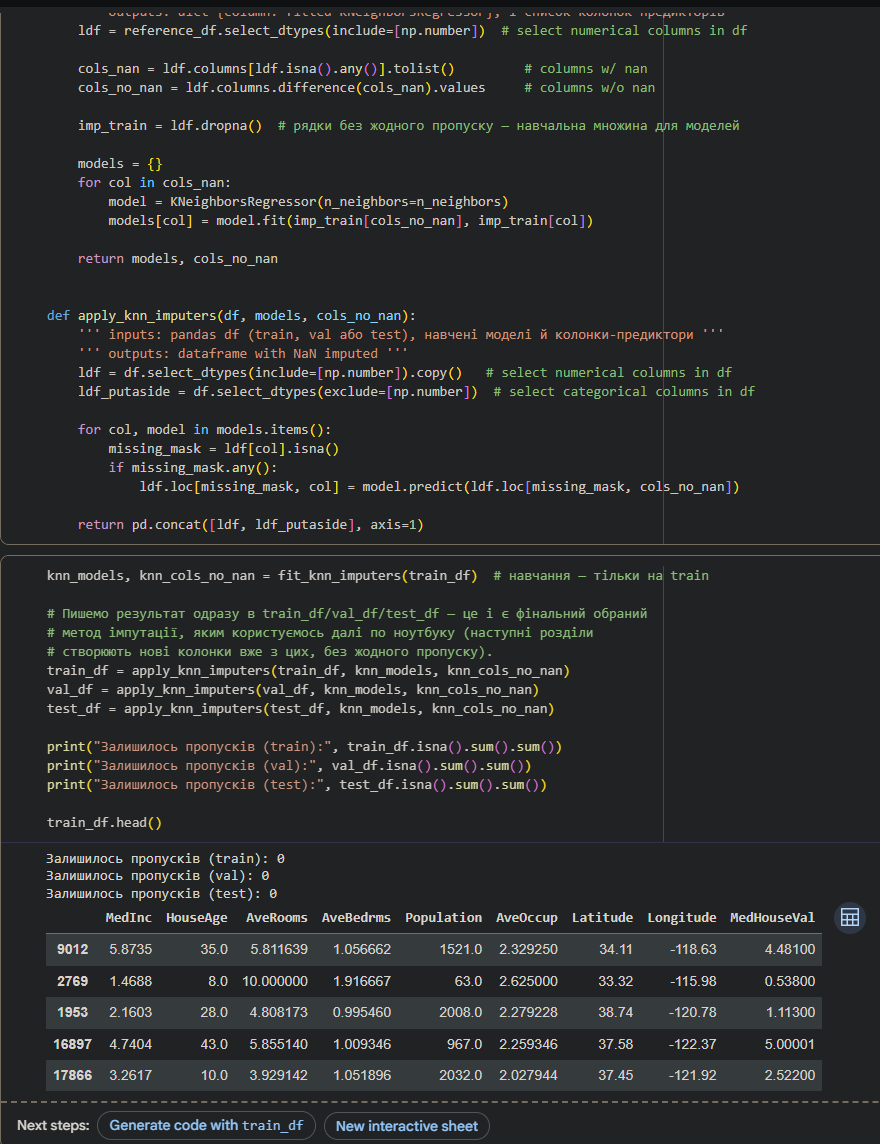 outputs: dict {column: fitted KNeighborsRegressor}, і список колонок предикторів
ldf = reference_df.select_dtypes(include=[np.number])  # select numerical columns in df
cols_nan = ldf.columns[ldf.isna().any()].tolist()         # columns w/ nan
cols_no_nan = ldf.columns.difference(cols_nan).values     # columns w/o nan
imp_train = ldf.dropna()  # рядки без жодного пропуску — навчальна множина для моделей
models = {}
for col in cols_nan:
model = KNeighborsRegressor(n_neighbors=n_neighbors)
models[col] = model.fit(imp_train[cols_no_nan], imp_train[col])
return models, cols_no_nan
def apply_knn_imputers(df, models, cols_no_nan):
''' inputs: pandas df (train, val або test), навчені моделі й колонки-предиктори '''
''' outputs: dataframe with NaN imputed '''
ldf = df.select_dtypes(include=[np.number]).copy()   # select numerical columns in df
ldf_putaside = df.select_dtypes(exclude=[np.number])  # select categorical columns in df
for col, model in models.items():
missing_mask = ldf[col].isna()
if missing_mask.any():
ldf.loc[missing_mask, col] = model.predict(ldf.loc[missing_mask, cols_no_nan])
return pd.concat([ldf, ldf_putaside], axis=1)
knn_models, knn_cols_no_nan = fit_knn_imputers(train_df)  # навчання — тільки на train
# Пишемо результат одразу в train_df/val_df/test_df — це і є фінальний обраний
# метод імпутації, яким користуємось далі по ноутбуку (наступні розділи
# створюють нові колонки вже з цих, без жодного пропуску).
train_df = apply_knn_imputers(train_df, knn_models, knn_cols_no_nan)
val_df = apply_knn_imputers(val_df, knn_models, knn_cols_no_nan)
test_df = apply_knn_imputers(test_df, knn_models, knn_cols_no_nan)
print("Залишилось пропусків (train):", train_df.isna().sum().sum())
print("Залишилось пропусків (val):", val_df.isna().sum().sum())
print("Залишилось пропусків (test):", test_df.isna().sum().sum())
train_df.head()
Залишилось пропусків (train): 0
Залишилось пропусків (val): 0
Залишилось пропусків (test): 0
MedInc HouseAge AveRooms AveBedrms Population AveOccup Latitude Longitude MedHouseVal
9012 5.8735 35.0 5.811639 1.056662 1521.0 2.329250 34.11 -118.63 4.48100
2769 1.4688 8.0 10.000000 1.916667 63.0 2.625000 33.32 -115.98 0.53800
1953 2.1603 28.0 4.808173 0.995460 2008.0 2.279228 38.74 -120.78 1.11300
16897 4.7404 43.0 5.855140 1.009346 967.0 2.259346 37.58 -122.37 5.00001
17866 3.2617 10.0 3.929142 1.051896 2032.0 2.027944 37.45 -121.92 2.52200
Next steps: Generate code with train_df New interactive sheet